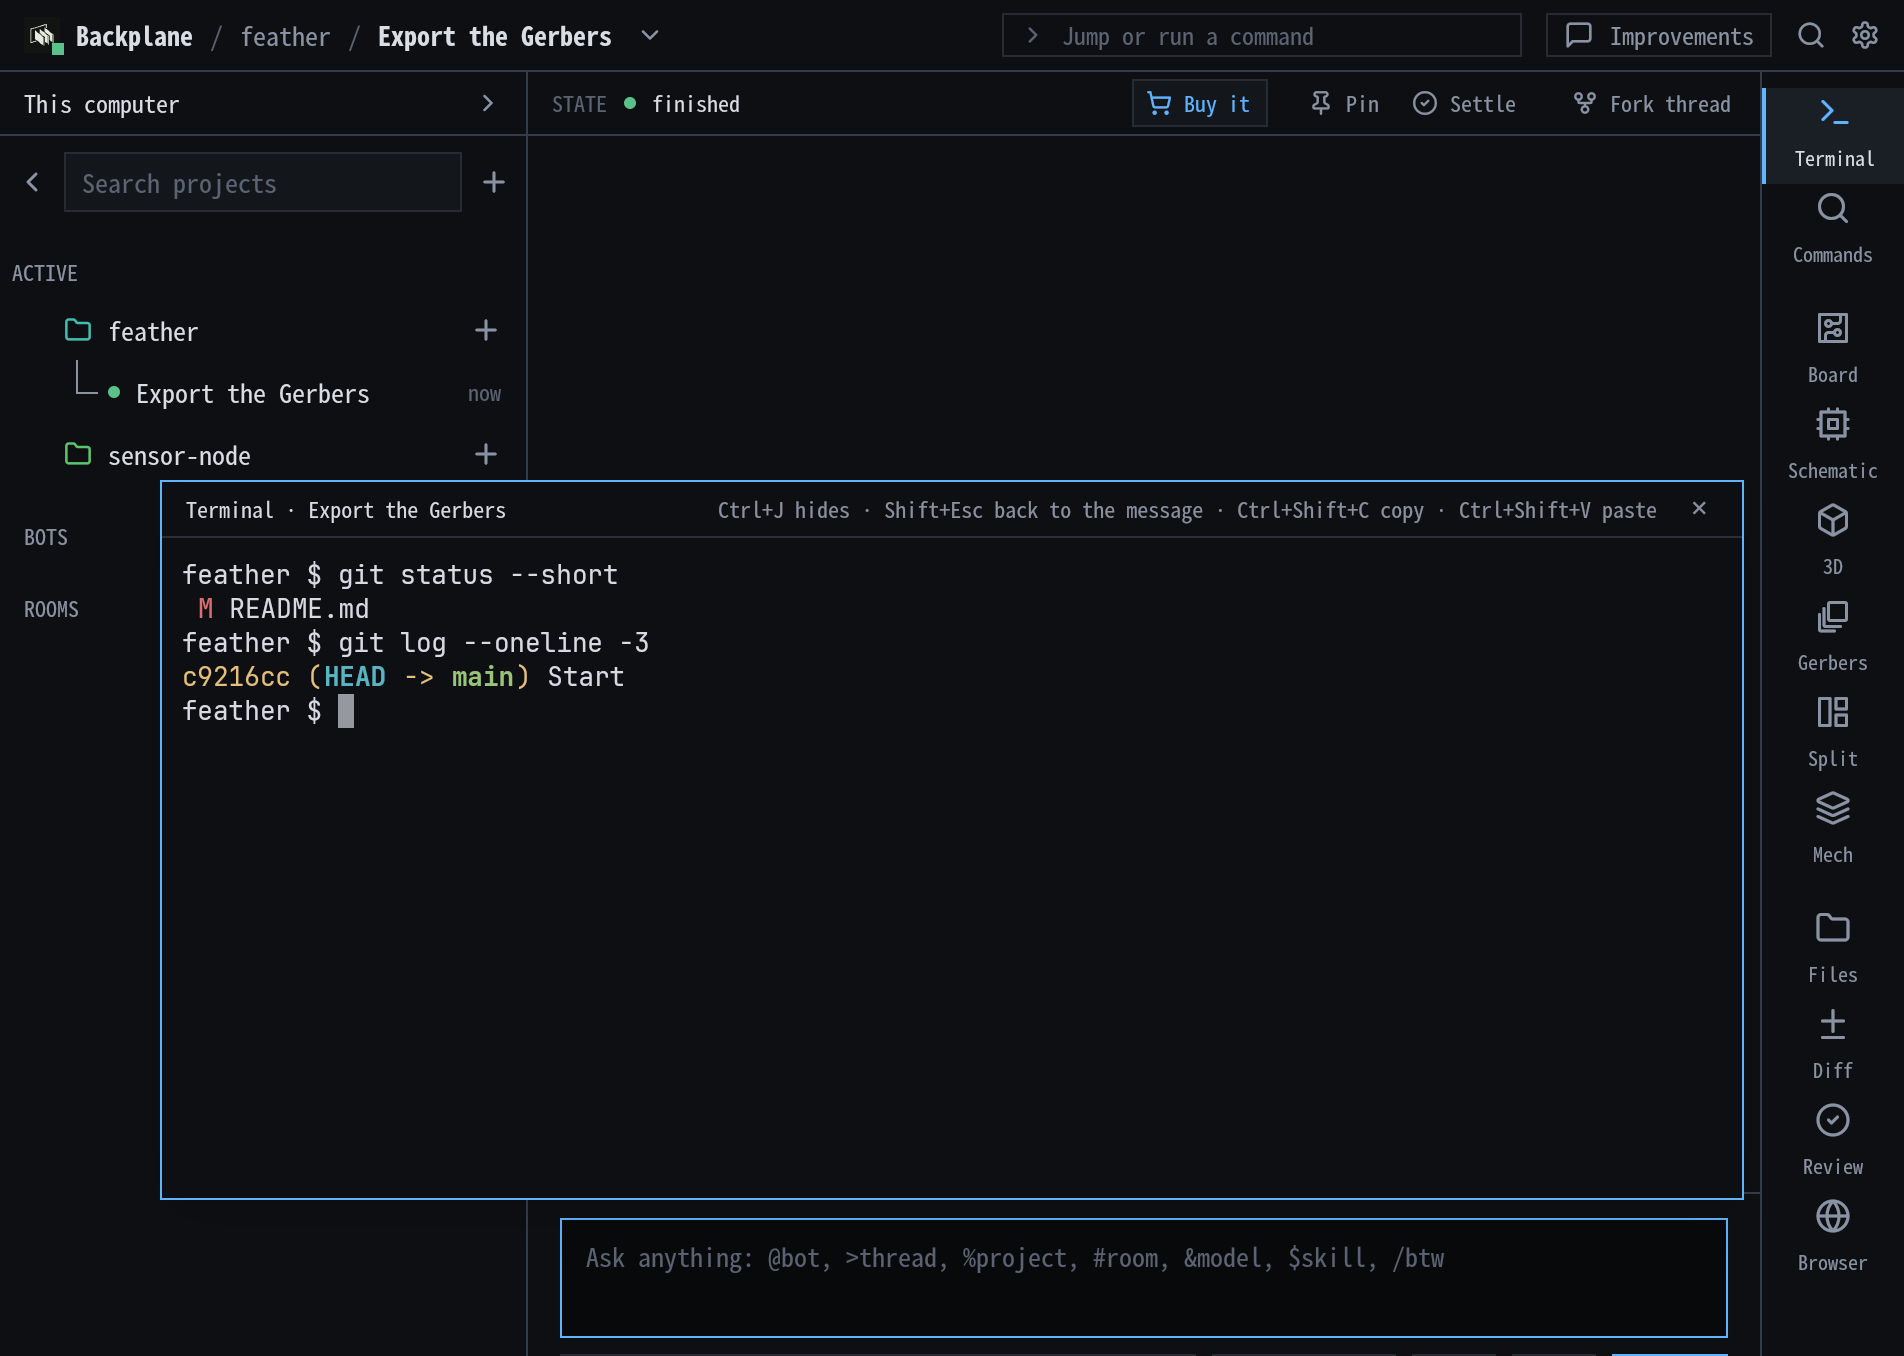 Backplane / feather / Export the Gerbers
Jump or run a command
Improvements
This computer
STATE finished
Buy it
Pin
Settle
Fork thread
Search projects
ACTIVE
feather
Export the Gerbers now
sensor-node
BOTS
ROOMS
Terminal · Export the Gerbers
Ctrl+J hides · Shift+Esc back to the message · Ctrl+Shift+C copy · Ctrl+Shift+V paste
feather $ git status --short
M README.md
feather $ git log --oneline -3
c9216cc (HEAD -> main) Start
feather $
Ask anything: @bot, >thread, %project, #room, &model, $skill, /btw
Terminal
Commands
Board
Schematic
3D
Gerbers
Split
Mech
Files
Diff
Review
Browser